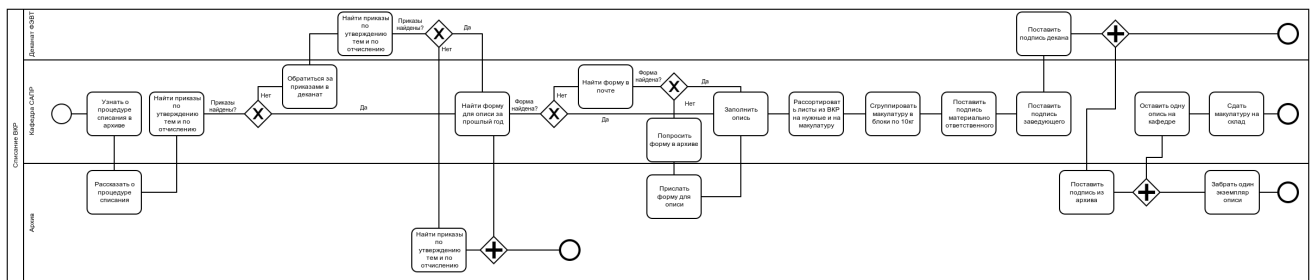 Списание ВКР
Деканат ФЭВТ
Кафедра САПР
Архив
Найти приказы
по
утверждению
тем и по
отчислению
Приказы
найдены?
Да
Нет
Поставить
подпись декана
Узнать о
процедуре
списания в
архиве
Найти приказы
по
утверждению
тем и по
отчислению
Приказы
найдены?
Нет
Да
Обратиться за
приказами в
деканат
Найти форму
для описи за
прошлый год
Форма
найдена?
Нет
Да
Найти форму в
почте
Форма
найдена?
Да
Нет
Попросить
форму в архиве
Заполнить
опись
Рассортироват
ь листы из ВКР
на нужные и на
макулатуру
Сгруппировать
макулатуру в
блоки по 10кг
Поставить
подпись
материально
ответственного
Поставить
подпись
заведующего
Оставить одну
опись на
кафедре
Сдать
макулатуру на
склад
Рассказать о
процедуре
списания
Найти приказы
по
утверждению
тем и по
отчислению
Прислать
форму для
описи
Поставить
подпись из
архива
Забрать один
экземпляр
описи